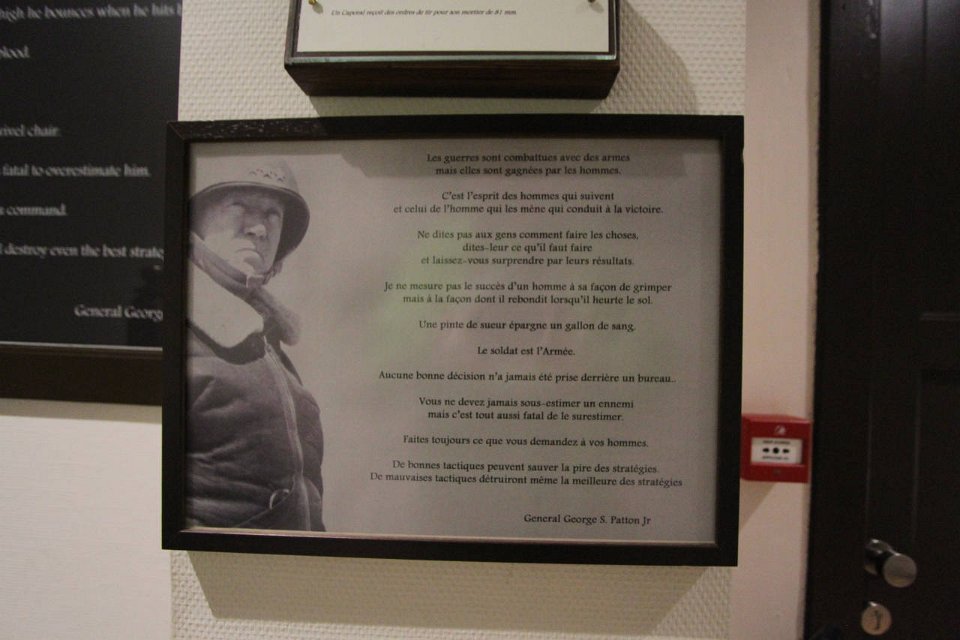 Un Caporal reçoit des ordres de tir pour son mortier de 81 mm.
high he bounces when he hits
blood.
swivel chair.
fatal to overestimate him.
command.
destroy even the best
General George
Les guerres sont combattues avec des armes
mais elles sont gagnées par les hommes.
C'est l'esprit des hommes qui suivent
et celui de l'homme qui les mène qui conduit à la victoire.
Ne dites pas aux gens comment faire les choses,
dites-leur ce qu'il faut faire
et laissez-vous surprendre par leurs résultats.
Je ne mesure pas le succès d'un homme à sa façon de grimper
mais à la façon dont il rebondit lorsqu'il heurte le sol.
Une pinte de sueur épargne un gallon de sang.
Le soldat est l'Armée.
Aucune bonne décision n'a jamais été prise derrière un bureau..
Vous ne devez jamais sous-estimer un ennemi
mais c'est tout aussi fatal de le surestimer.
Faites toujours ce que vous demandez à vos hommes.
De bonnes tactiques peuvent sauver la pire des stratégies.
De mauvaises tactiques détruiront même la meilleure des stratégies
General George S. Patton Jr